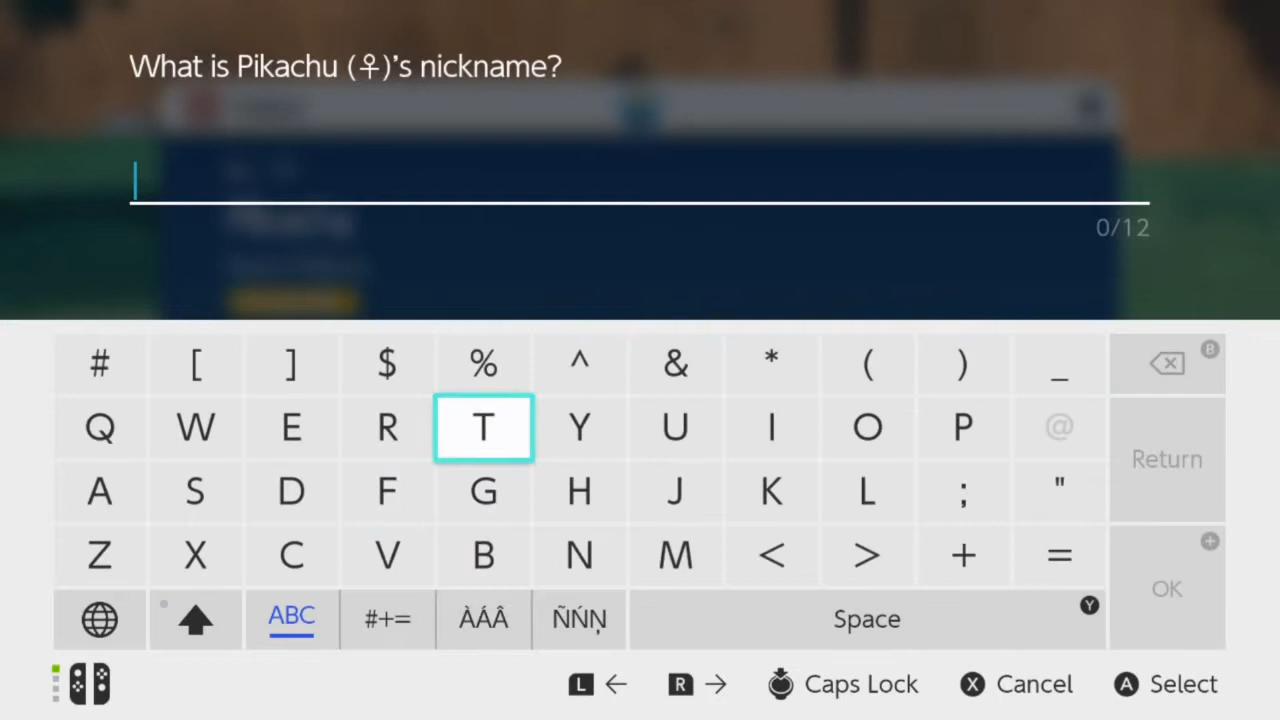 What is Pikachu (♀)'s nickname?
0/12
# [ ] $ % ^ & * ( ) _ B
Q W E R T Y U I O P @ Return
A S D F G H J K L ; "
Z X C V B N M < > + = + OK
ABC #+= ÀÁÂ ÑŃŅ Space Y
L ← R → Caps Lock X Cancel A Select